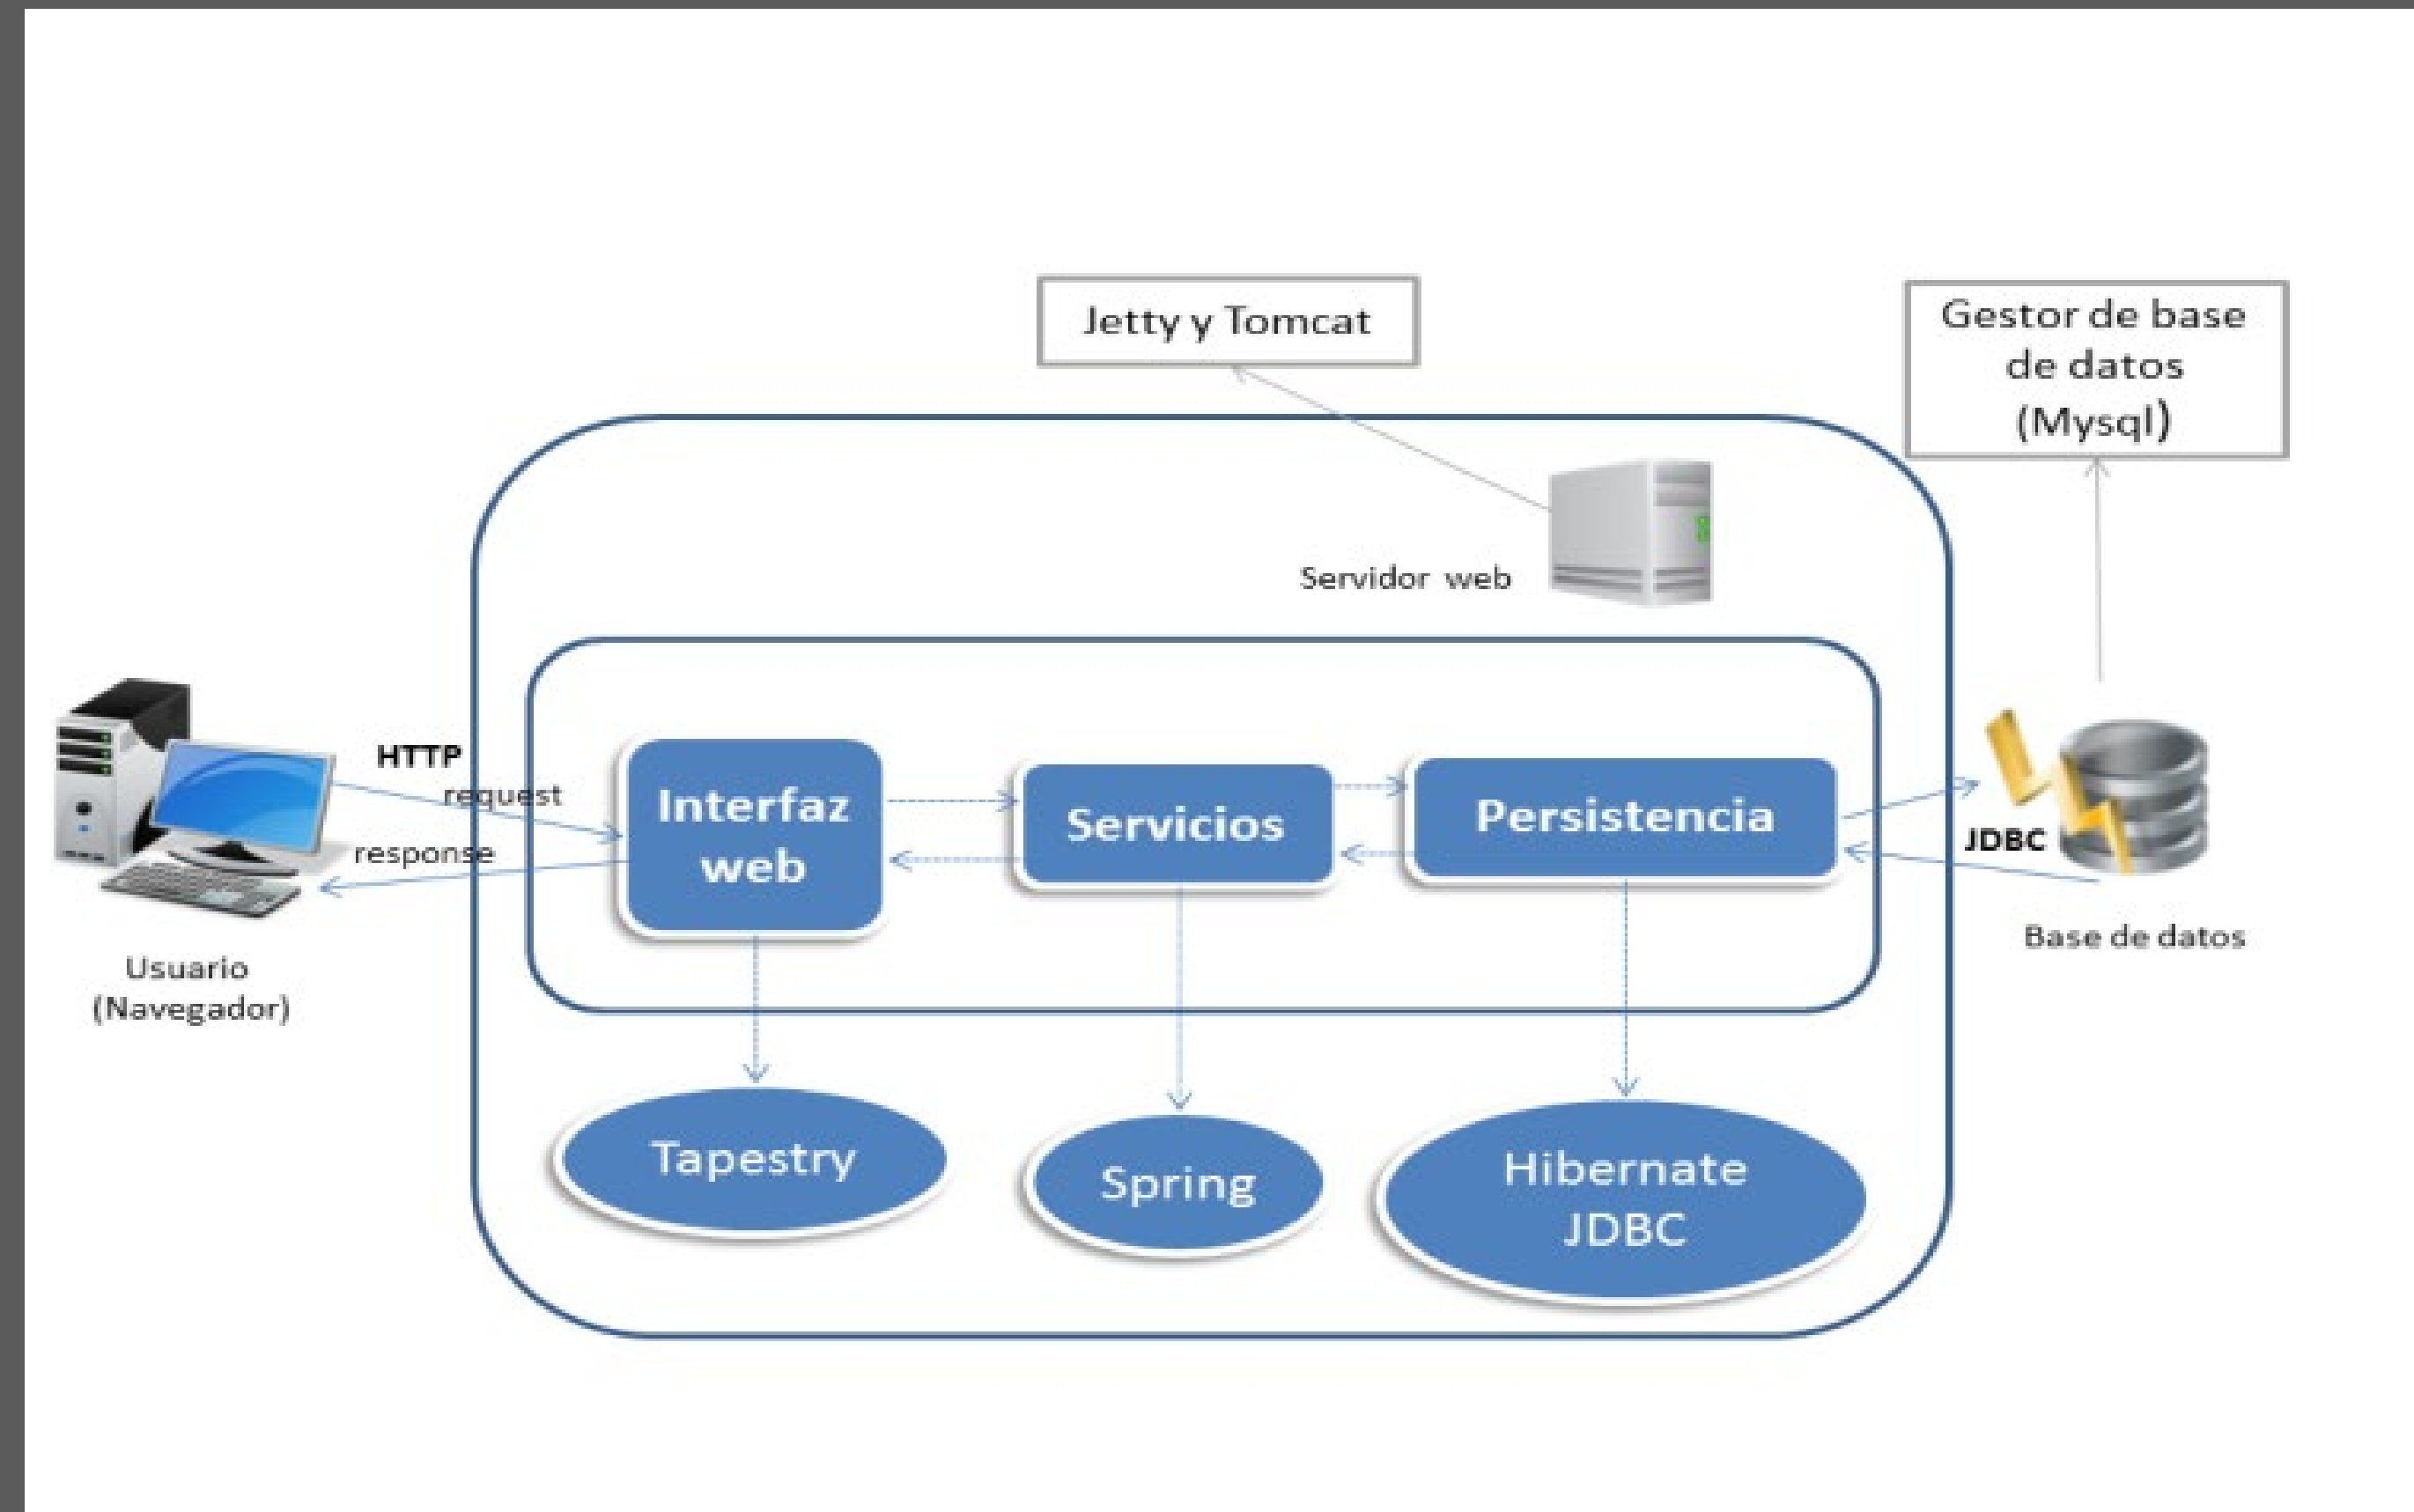 Jetty y Tomcat
Gestor de base
de datos
(Mysql)
Servidor web
HTTP
request
response
Interfaz
web
Servicios
Persistencia
JDBC
Base de datos
Usuario
(Navegador)
Tapestry
Spring
Hibernate
JDBC